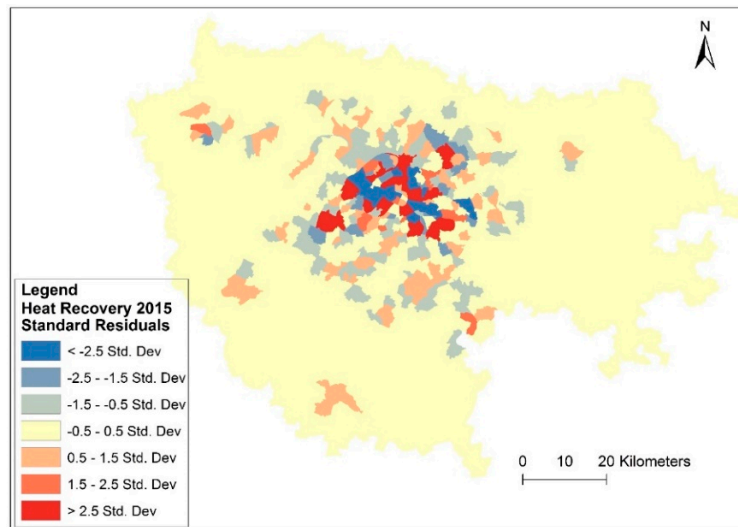 N
Legend
Heat Recovery 2015
Standard Residuals
< -2.5 Std. Dev
-2.5 - -1.5 Std. Dev
-1.5 - -0.5 Std. Dev
-0.5 - 0.5 Std. Dev
0.5 - 1.5 Std. Dev
1.5 - 2.5 Std. Dev
> 2.5 Std. Dev
0 10 20 Kilometers